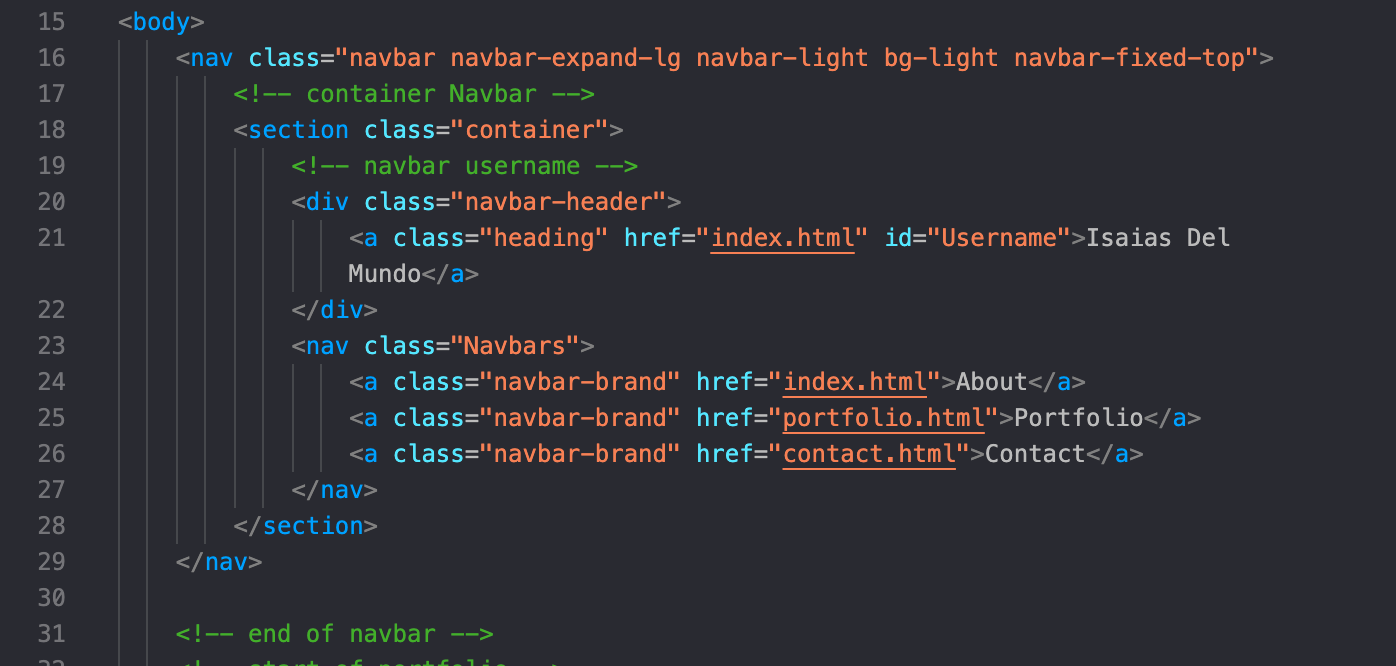 15 <body>
16 <nav class="navbar navbar-expand-lg navbar-light bg-light navbar-fixed-top">
17 <!-- container Navbar -->
18 <section class="container">
19 <!-- navbar username -->
20 <div class="navbar-header">
21 <a class="heading" href="index.html" id="Username">Isaias Del
Mundo</a>
22 </div>
23 <nav class="Navbars">
24 <a class="navbar-brand" href="index.html">About</a>
25 <a class="navbar-brand" href="portfolio.html">Portfolio</a>
26 <a class="navbar-brand" href="contact.html">Contact</a>
27 </nav>
28 </section>
29 </nav>
30
31 <!-- end of navbar -->